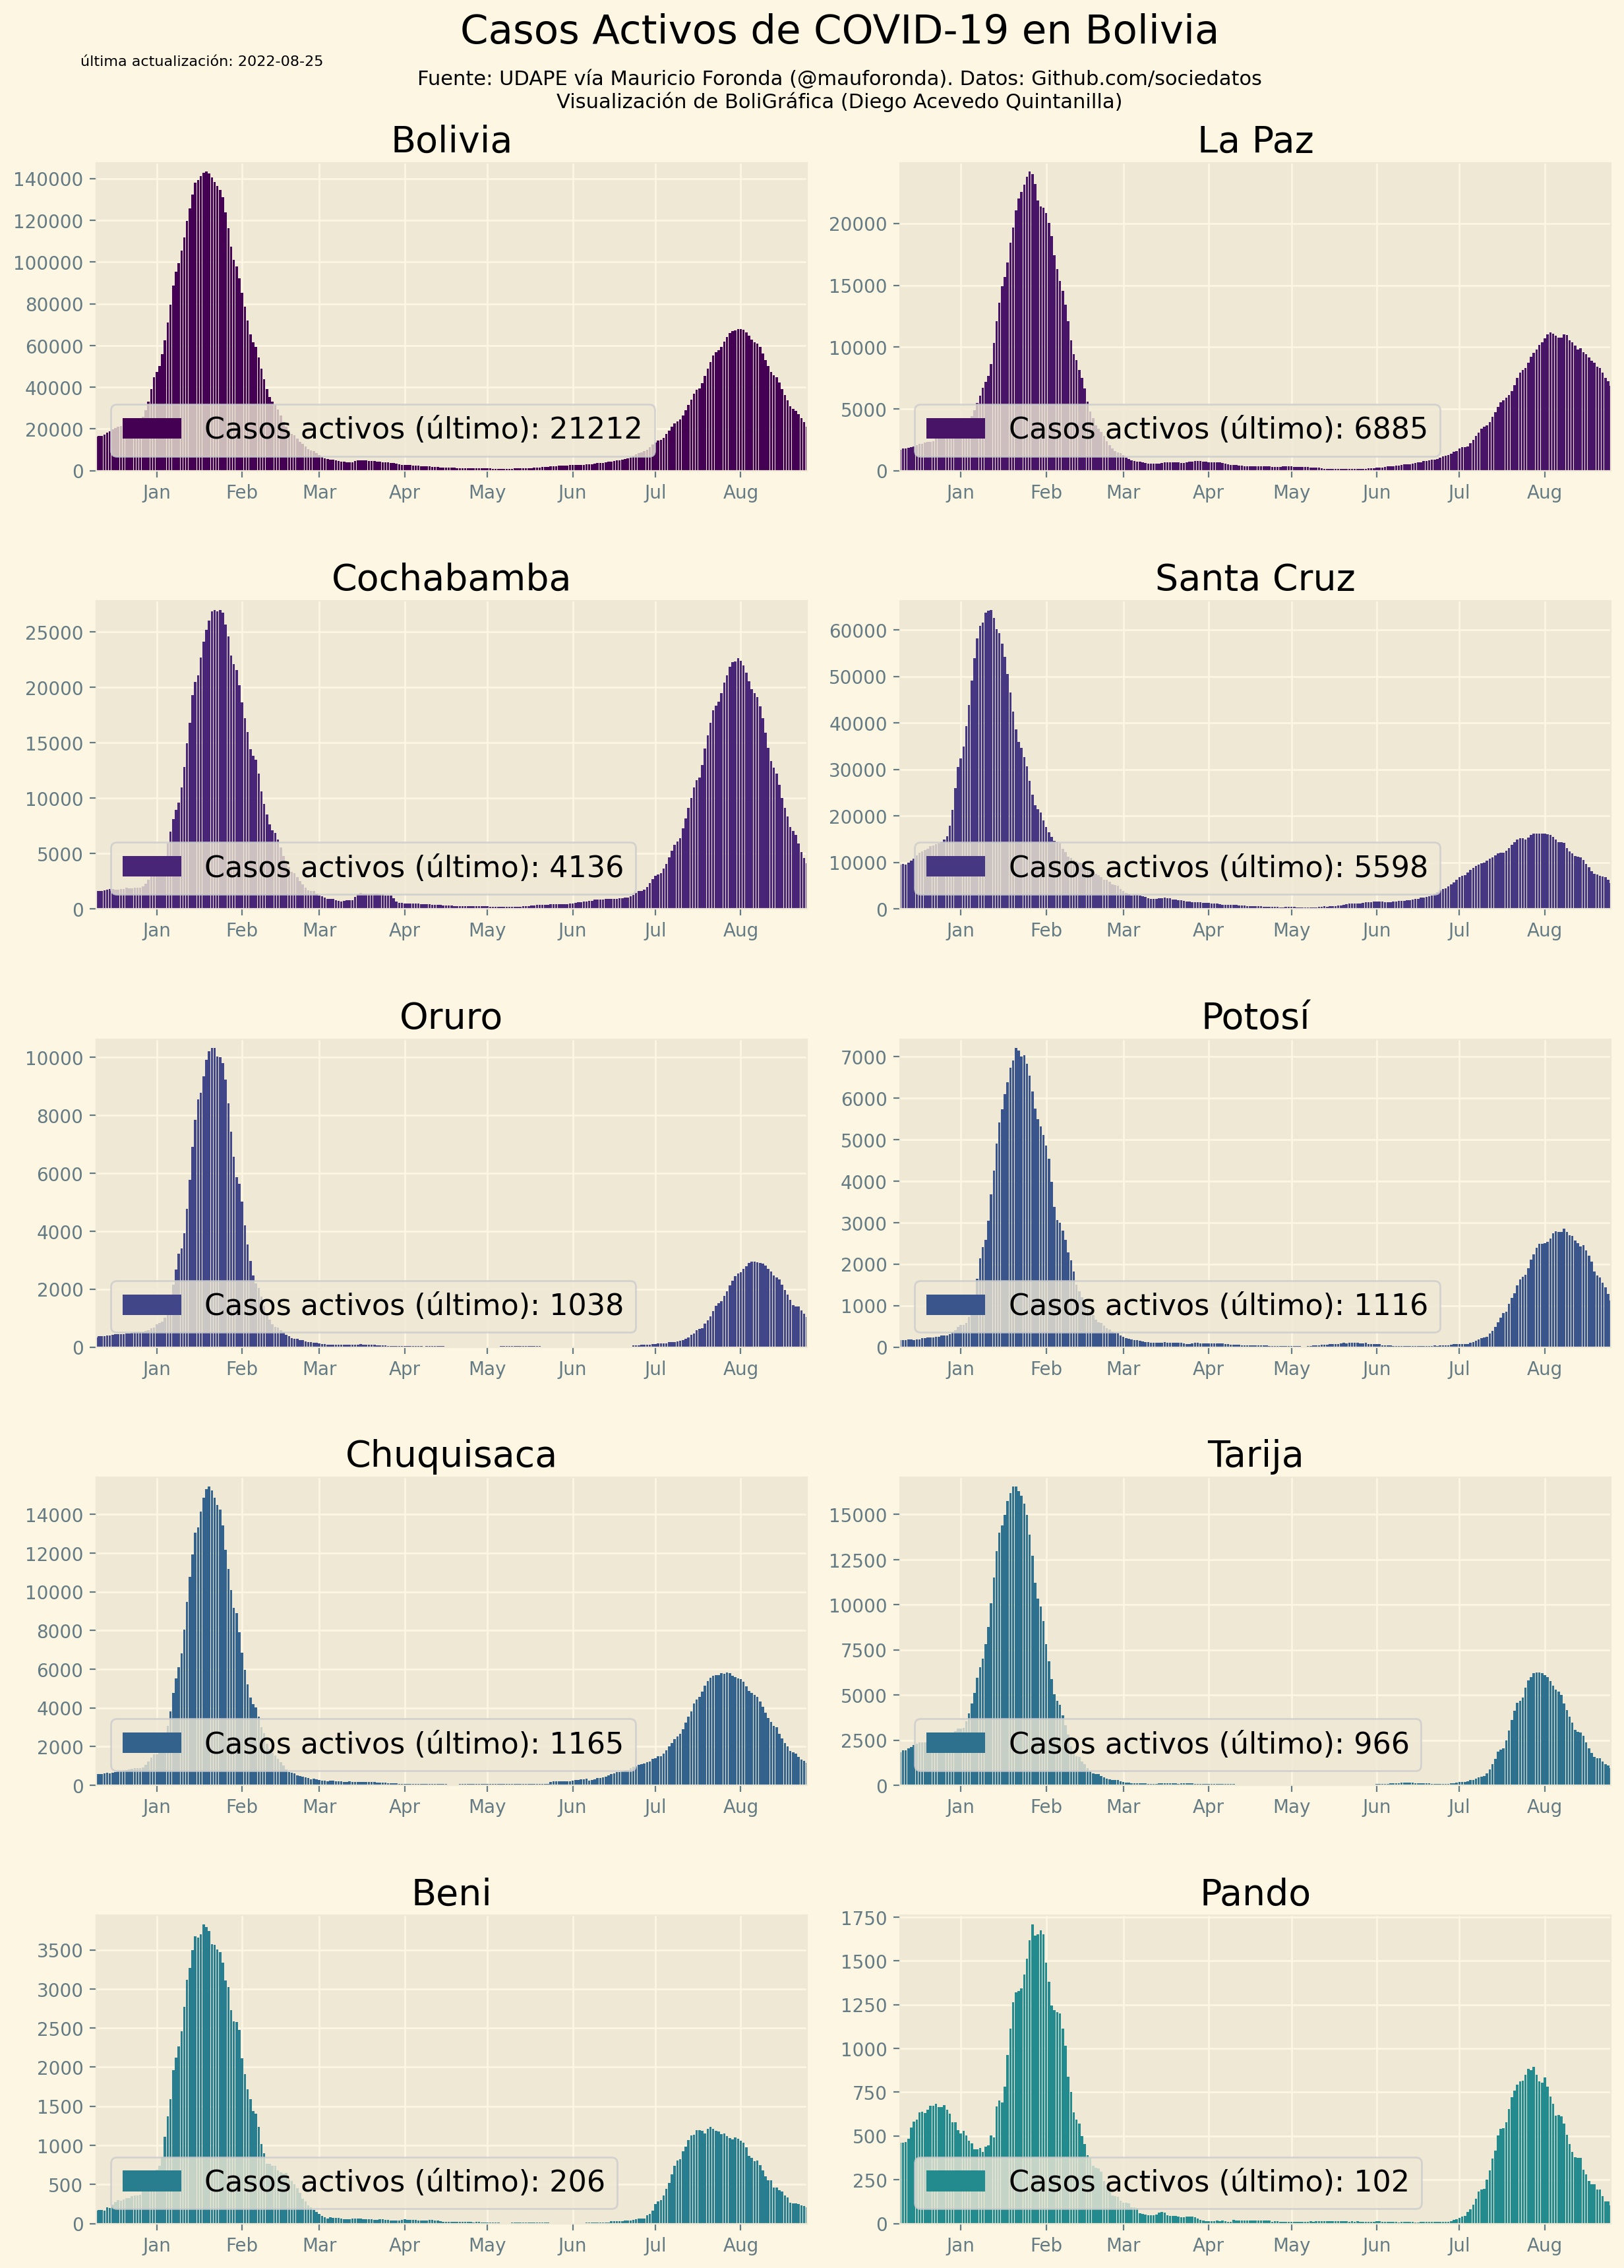 Casos Activos de COVID-19 en Bolivia
última actualización: 2022-08-25
Fuente: UDAPE vía Mauricio Foronda (@mauforonda). Datos: Github.com/sociedatos
Visualización de BoliGráfica (Diego Acevedo Quintanilla)
Bolivia
140000
120000
100000
80000
60000
40000
20000
0
Casos activos (último): 21212
Jan Feb Mar Apr May Jun Jul Aug
La Paz
20000
15000
10000
5000
0
Casos activos (último): 6885
Jan Feb Mar Apr May Jun Jul Aug
Cochabamba
25000
20000
15000
10000
5000
0
Casos activos (último): 4136
Jan Feb Mar Apr May Jun Jul Aug
Santa Cruz
60000
50000
40000
30000
20000
10000
0
Casos activos (último): 5598
Jan Feb Mar Apr May Jun Jul Aug
Oruro
10000
8000
6000
4000
2000
0
Casos activos (último): 1038
Jan Feb Mar Apr May Jun Jul Aug
Potosí
7000
6000
5000
4000
3000
2000
1000
0
Casos activos (último): 1116
Jan Feb Mar Apr May Jun Jul Aug
Chuquisaca
14000
12000
10000
8000
6000
4000
2000
0
Casos activos (último): 1165
Jan Feb Mar Apr May Jun Jul Aug
Tarija
15000
12500
10000
7500
5000
2500
0
Casos activos (último): 966
Jan Feb Mar Apr May Jun Jul Aug
Beni
3500
3000
2500
2000
1500
1000
500
0
Casos activos (último): 206
Jan Feb Mar Apr May Jun Jul Aug
Pando
1750
1500
1250
1000
750
500
250
0
Casos activos (último): 102
Jan Feb Mar Apr May Jun Jul Aug